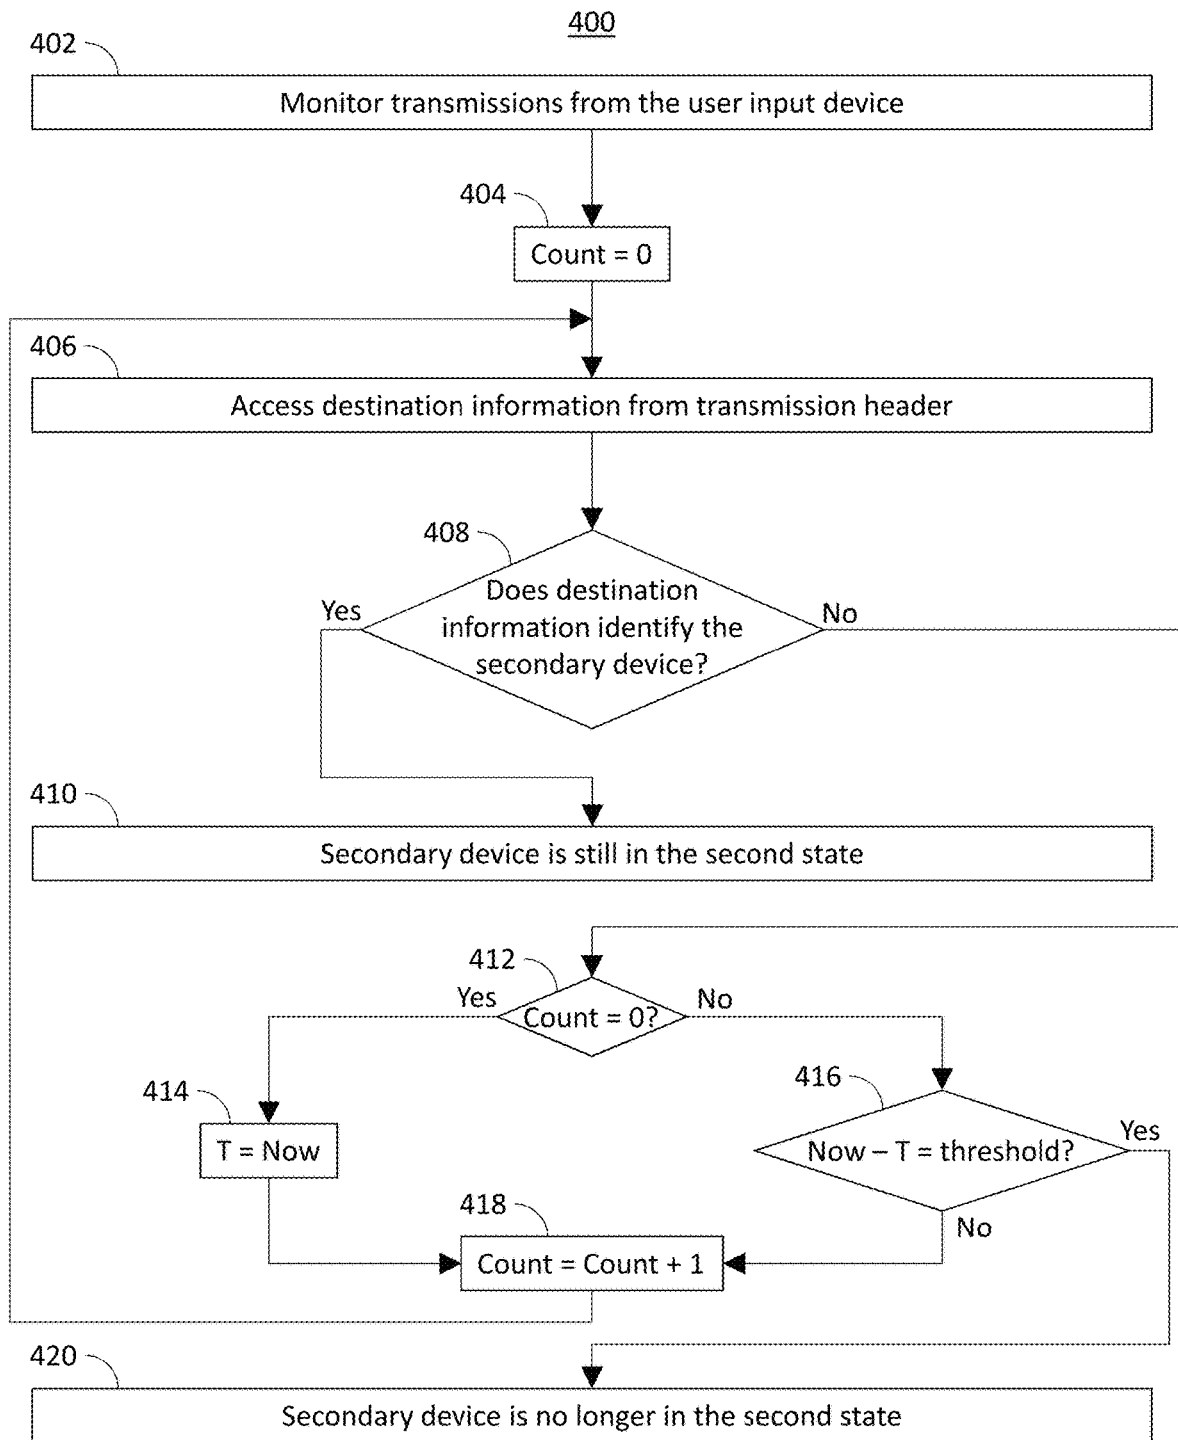 400
402
Monitor transmissions from the user input device
404
Count = 0
406
Access destination information from transmission header
408
Does destination
information identify the
secondary device?
Yes
No
410
Secondary device is still in the second state
412
Count = 0?
Yes
No
414
T = Now
416
Now – T = threshold?
Yes
No
418
Count = Count + 1
420
Secondary device is no longer in the second state